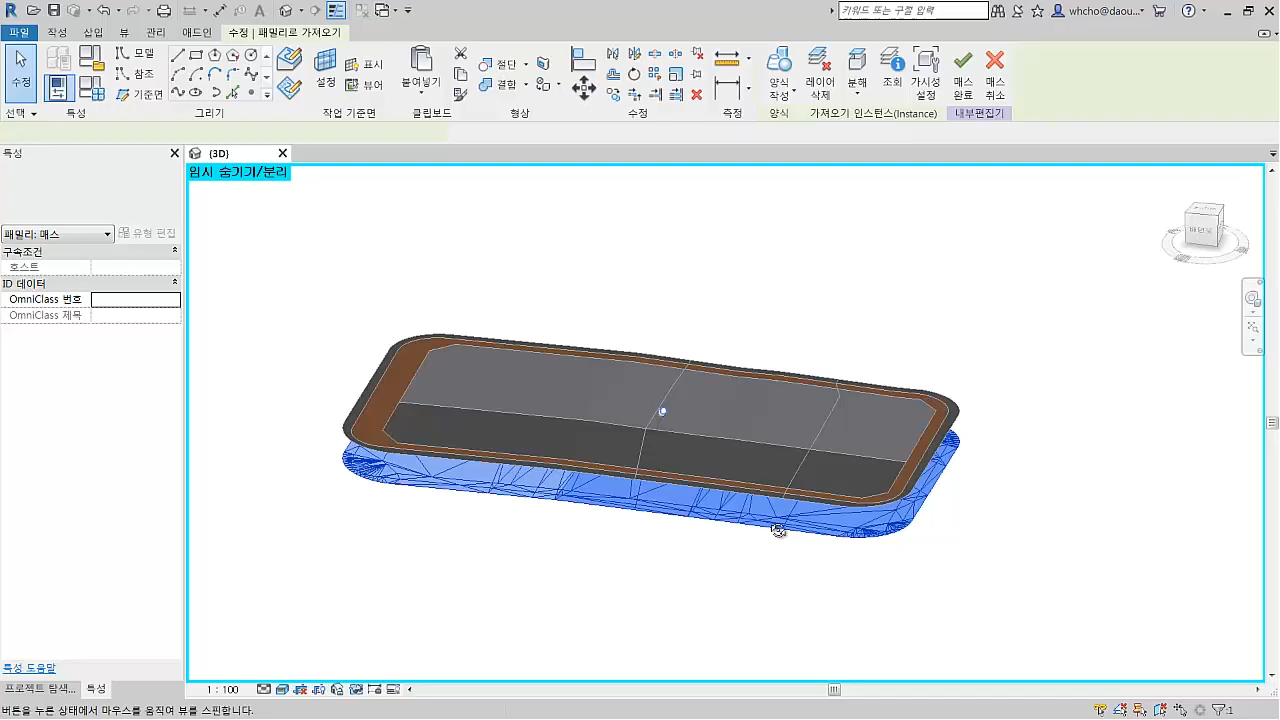 키워드 또는 구절 입력
whcho@daou...
파일 작성 삽입 뷰 관리 애드인 수정 | 패밀리로 가져오기
수정
모델
참조
기준면
설정
표시
뷰어
붙여넣기
절단
결합
양식
작성
레이어
삭제
분해
조회
가시성
설정
매스
완료
매스
취소
선택 특성 그리기 작업 기준면 클립보드 형상 수정 측정 양식 가져오기 인스턴스(Instance) 내부편집기
특성
{3D}
임시 숨기기/분리
패밀리: 매스
유형 편집
구속조건
호스트
ID 데이터
OmniClass 번호
OmniClass 제목
특성 도움말
프로젝트 탐색... 특성
1 : 100
버튼을 누른 상태에서 마우스를 움직여 뷰를 스핀합니다.
:1